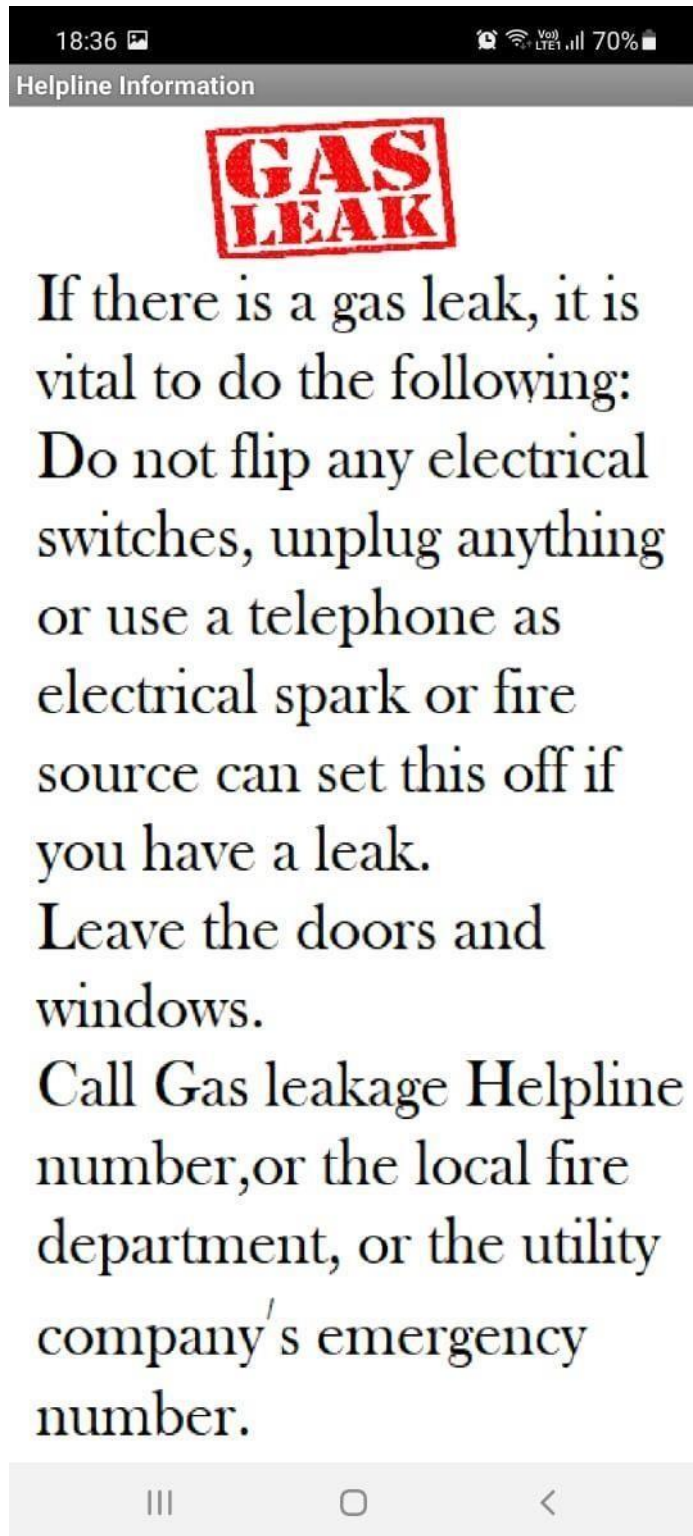 18:36 70%
Helpline Information
GAS
LEAK
If there is a gas leak, it is
vital to do the following:
Do not flip any electrical
switches, unplug anything
or use a telephone as
electrical spark or fire
source can set this off if
you have a leak.
Leave the doors and
windows.
Call Gas leakage Helpline
number,or the local fire
department, or the utility
company's emergency
number.